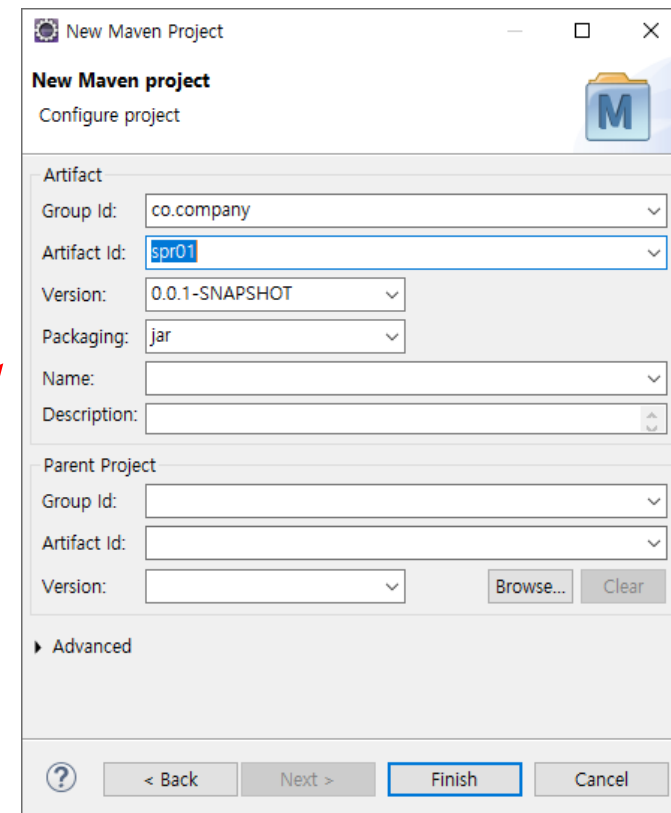 New Maven Project
New Maven project
Configure project
M
Artifact
Group Id: co.company
Artifact Id: spr01
Version: 0.0.1-SNAPSHOT
Packaging: jar
Name:
Description:
Parent Project
Group Id:
Artifact Id:
Version: Browse... Clear
Advanced
? < Back Next > Finish Cancel